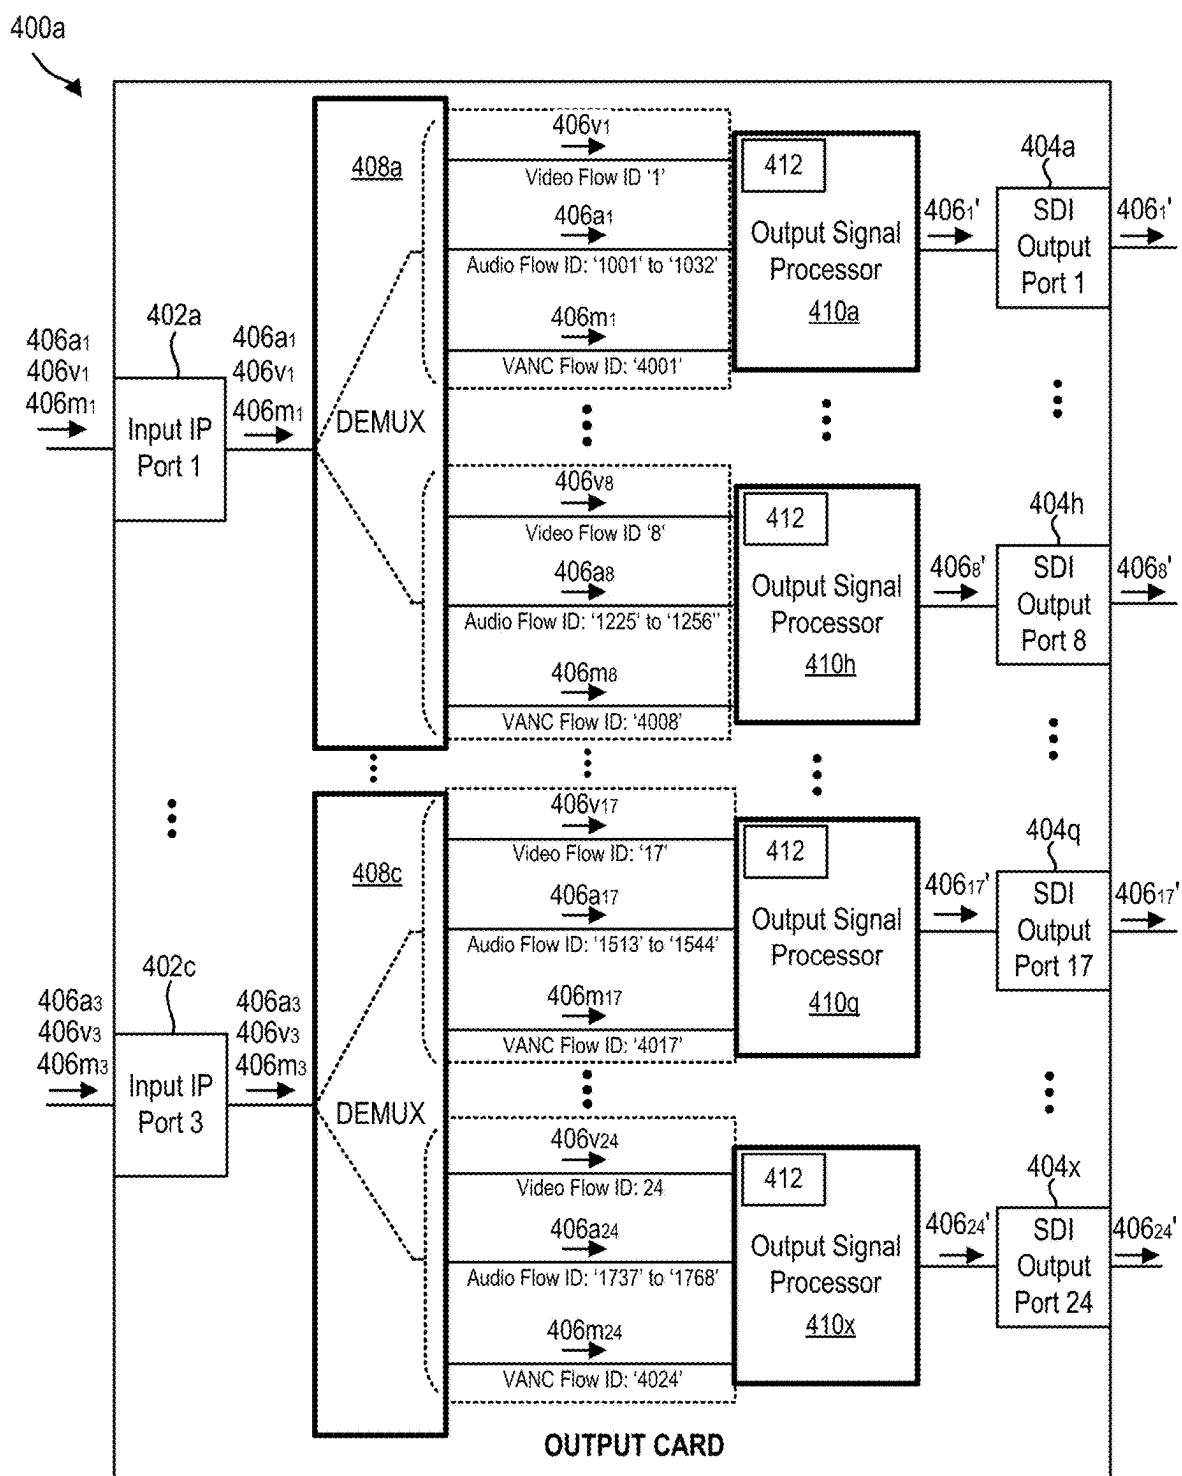 400a
408a
DEMUX
406v1
Video Flow ID '1'
406a1
Audio Flow ID: '1001' to '1032'
406m1
VANC Flow ID: '4001'
412
Output Signal
Processor
410a
4061'
404a
SDI
Output
Port 1
4061'
406a1
406v1
406m1
402a
Input IP
Port 1
406a1
406v1
406m1
406v8
Video Flow ID '8'
406a8
Audio Flow ID: '1225' to '1256"
406m8
VANC Flow ID: '4008'
412
Output Signal
Processor
410h
4068'
404h
SDI
Output
Port 8
4068'
408c
DEMUX
406v17
Video Flow ID: '17'
406a17
Audio Flow ID: '1513' to '1544'
406m17
VANC Flow ID: '4017'
412
Output Signal
Processor
410q
40617'
404q
SDI
Output
Port 17
40617'
406a3
406v3
406m3
402c
Input IP
Port 3
406a3
406v3
406m3
406v24
Video Flow ID: 24
406a24
Audio Flow ID: '1737' to '1768'
406m24
VANC Flow ID: '4024'
412
Output Signal
Processor
410x
40624'
404x
SDI
Output
Port 24
40624'
OUTPUT CARD